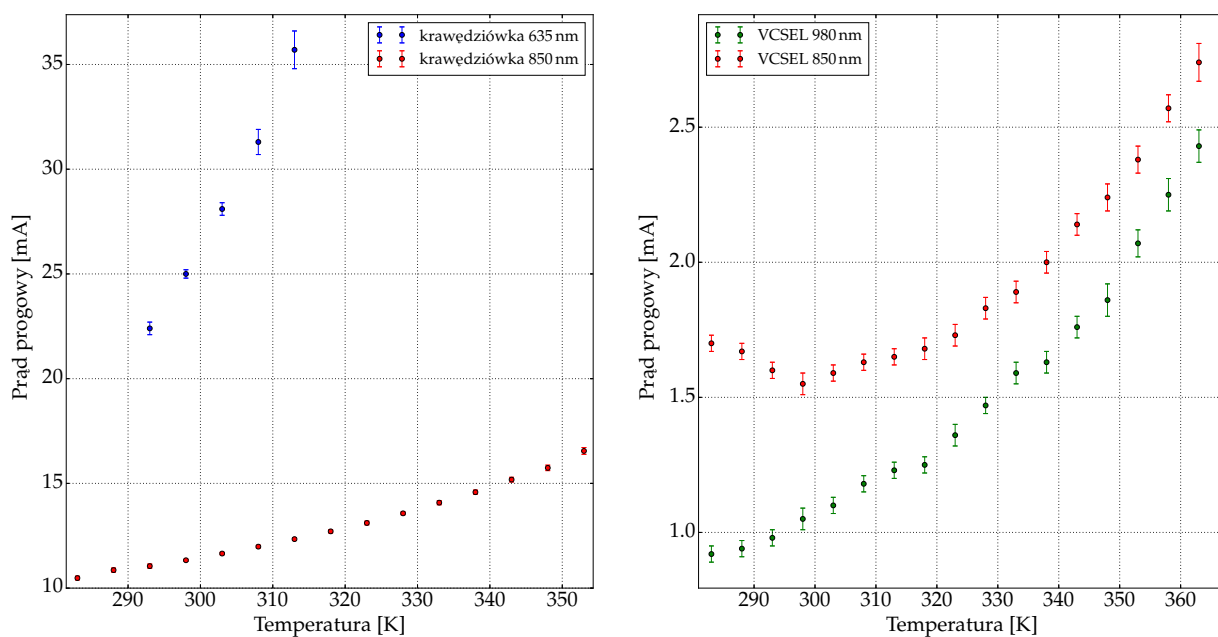 krawędziówka 635 nm
krawędziówka 850 nm
Prąd progowy [mA]
35
30
25
20
15
10
290 300 310 320 330 340 350
Temperatura [K]
VCSEL 980 nm
VCSEL 850 nm
Prąd progowy [mA]
2.5
2.0
1.5
1.0
290 300 310 320 330 340 350 360
Temperatura [K]